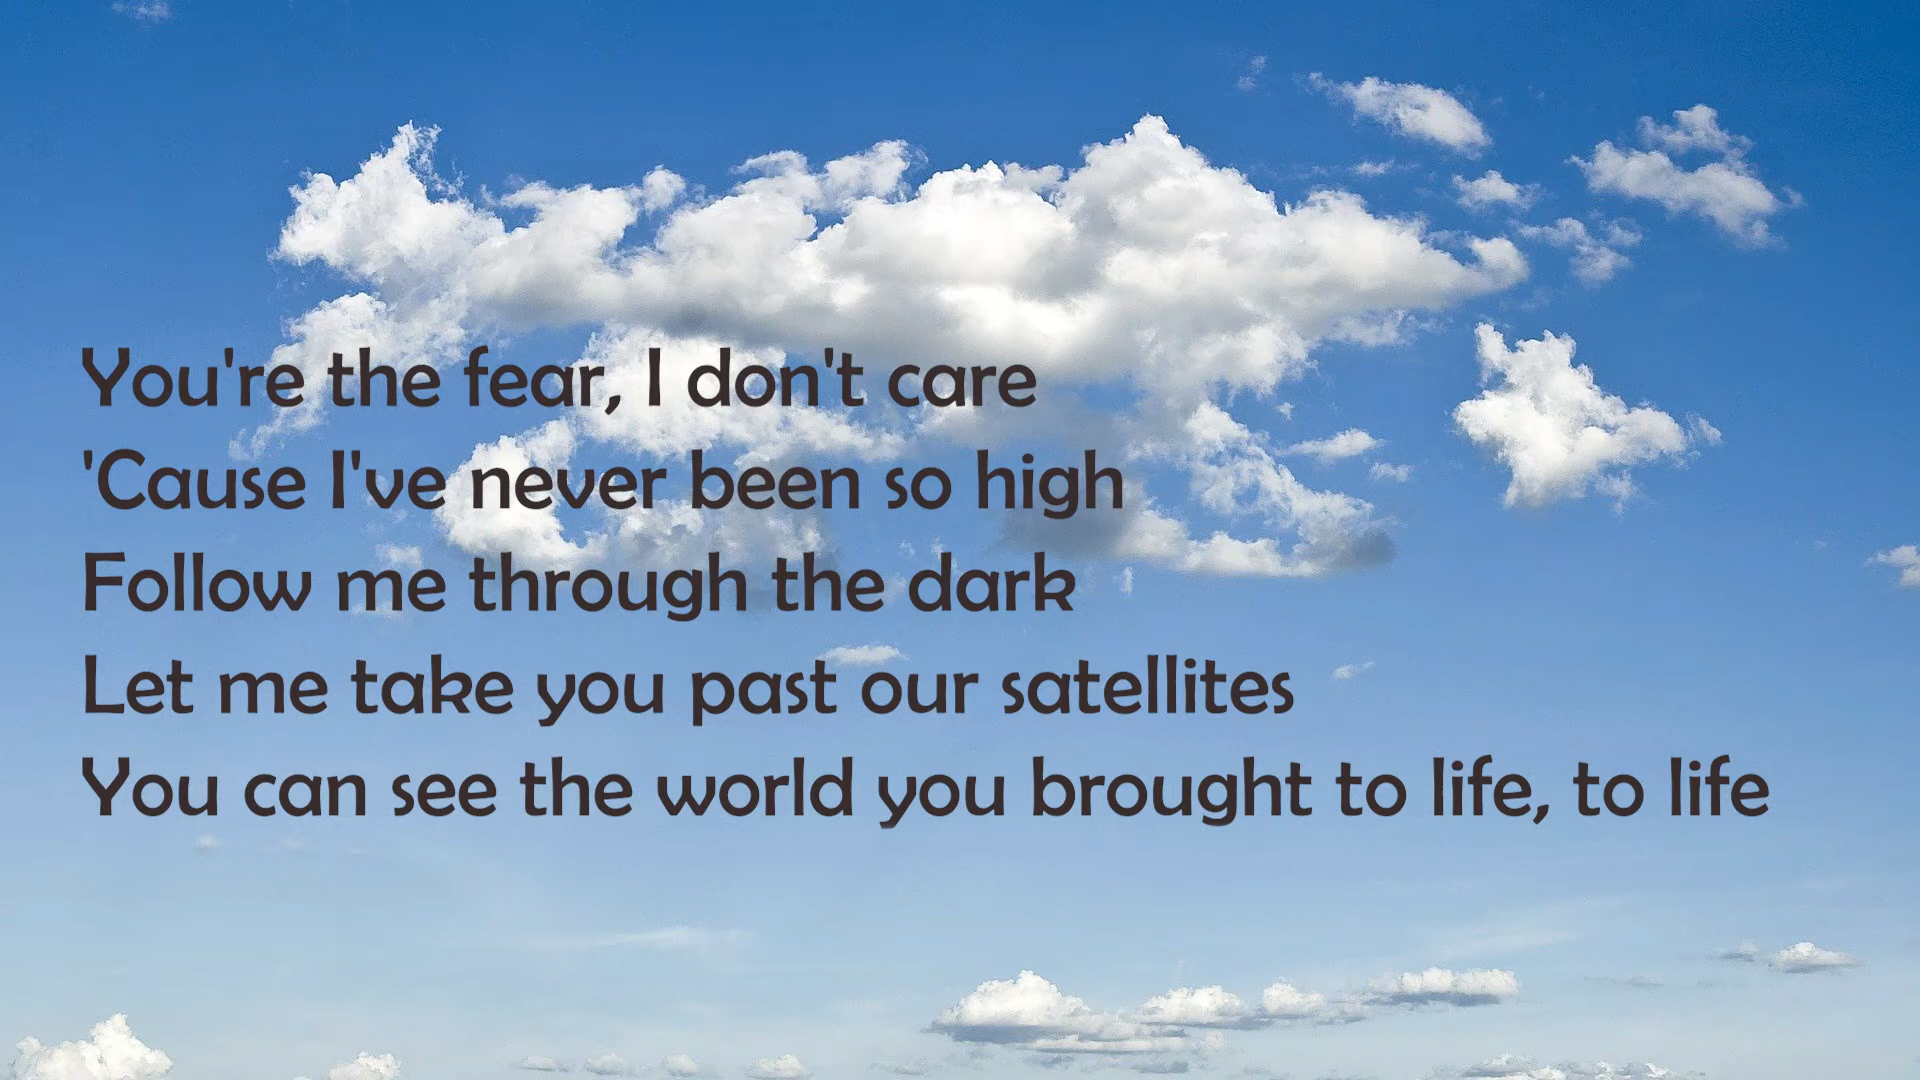 You're the fear, I don't care
'Cause I've never been so high
Follow me through the dark
Let me take you past our satellites
You can see the world you brought to life, to life